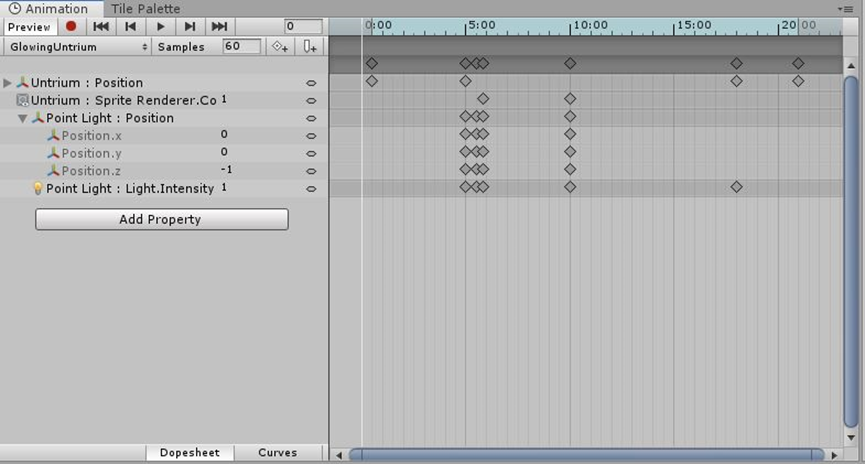 Animation Tile Palette
Preview 0 0:00 5:00 10:00 15:00 20:00
GlowingUntrium Samples 60
Untrium : Position
Untrium : Sprite Renderer.Co 1
Point Light : Position
Position.x 0
Position.y 0
Position.z -1
Point Light : Light.Intensity 1
Add Property
Dopesheet Curves